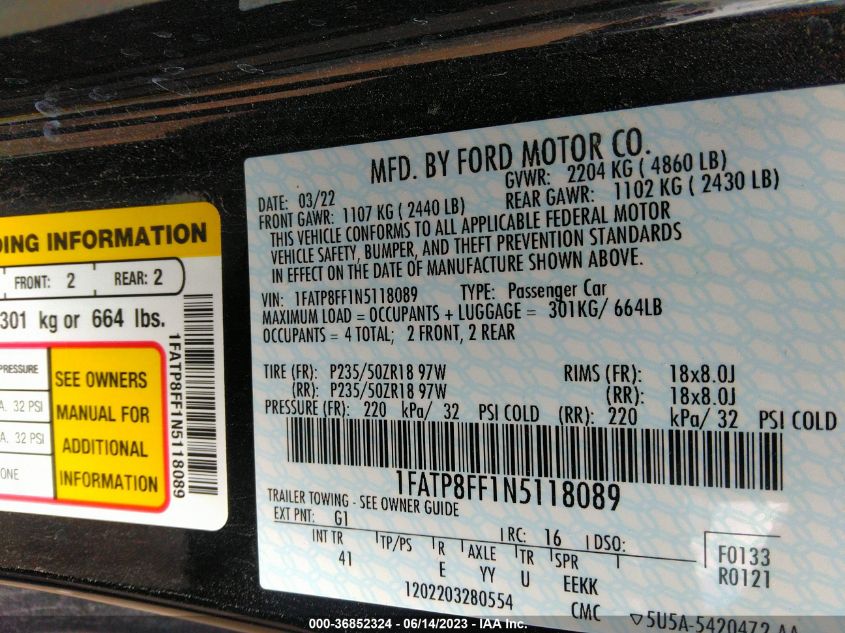 DING INFORMATION
FRONT: 2 REAR: 2
301 kg or 664 lbs.
PRESSURE
A. 32 PSI
A. 32 PSI
ONE
SEE OWNERS
MANUAL FOR
ADDITIONAL
INFORMATION
1FATP8FF1N5118089
MFD. BY FORD MOTOR CO.
DATE: 03/22 GVWR: 2204 KG ( 4860 LB)
FRONT GAWR: 1107 KG ( 2440 LB) REAR GAWR: 1102 KG ( 2430 LB)
THIS VEHICLE CONFORMS TO ALL APPLICABLE FEDERAL MOTOR
VEHICLE SAFETY, BUMPER, AND THEFT PREVENTION STANDARDS
IN EFFECT ON THE DATE OF MANUFACTURE SHOWN ABOVE.
VIN: 1FATP8FF1N5118089 TYPE: Passenger Car
MAXIMUM LOAD = OCCUPANTS + LUGGAGE = 301KG/ 664LB
OCCUPANTS = 4 TOTAL; 2 FRONT, 2 REAR
TIRE (FR): P235/50ZR18 97W RIMS (FR): 18x8.0J
(RR): P235/50ZR18 97W (RR): 18x8.0J
PRESSURE (FR): 220 kPa/ 32 PSI COLD (RR): 220 kPa/ 32 PSI COLD
1FATP8FF1N5118089
TRAILER TOWING - SEE OWNER GUIDE
EXT PNT: G1 RC: 16 DSO:
INT TR TP/PS R AXLE TR SPR F0133
41 E YY U EEKK R0121
1202203280554 CMC ▽5U5A-5420472 AA
000-36852324 - 06/14/2023 - IAA Inc.